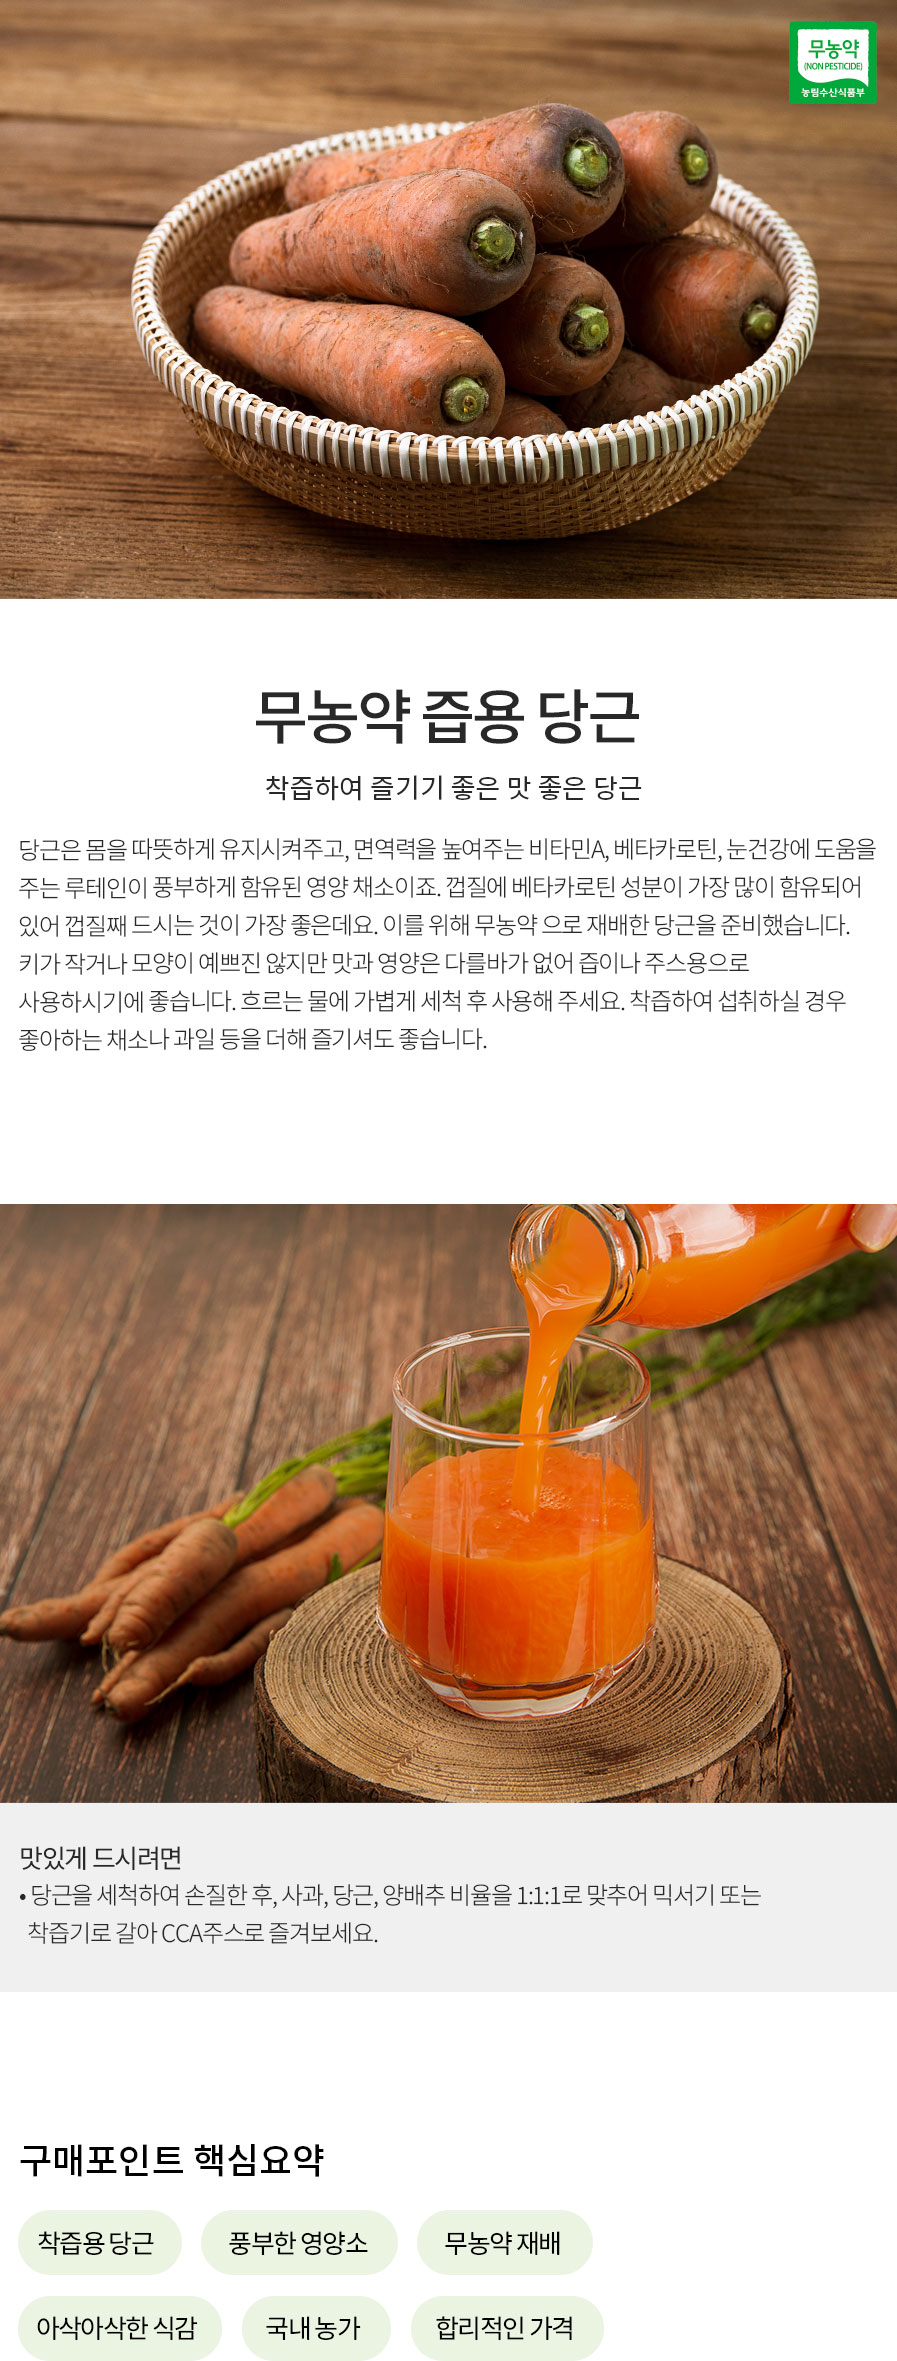 무농약
(NON PESTICIDE)
농림수산식품부
무농약 즙용 당근
착즙하여 즐기기 좋은 맛 좋은 당근
당근은 몸을 따뜻하게 유지시켜주고, 면역력을 높여주는 비타민A, 베타카로틴, 눈건강에 도움을
주는 루테인이 풍부하게 함유된 영양 채소이죠. 껍질에 베타카로틴 성분이 가장 많이 함유되어
있어 껍질째 드시는 것이 가장 좋은데요. 이를 위해 무농약 으로 재배한 당근을 준비했습니다.
키가 작거나 모양이 예쁘진 않지만 맛과 영양은 다를바가 없어 즙이나 주스용으로
사용하시기에 좋습니다. 흐르는 물에 가볍게 세척 후 사용해 주세요. 착즙하여 섭취하실 경우
좋아하는 채소나 과일 등을 더해 즐기셔도 좋습니다.
맛있게 드시려면
• 당근을 세척하여 손질한 후, 사과, 당근, 양배추 비율을 1:1:1로 맞추어 믹서기 또는
착즙기로 갈아 CCA주스로 즐겨보세요.
구매포인트 핵심요약
착즙용 당근 풍부한 영양소 무농약 재배
아삭아삭한 식감 국내 농가 합리적인 가격